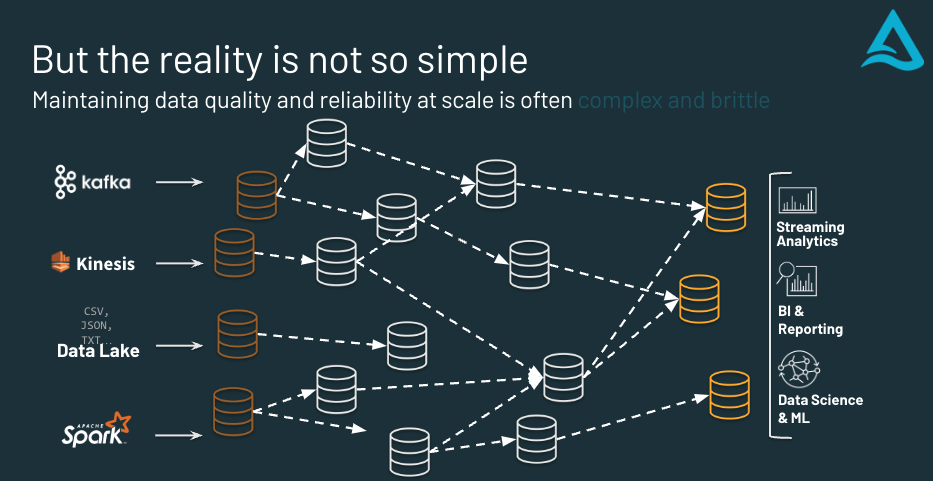 But the reality is not so simple
Maintaining data quality and reliability at scale is often complex and brittle
kafka
Kinesis
CSV,
JSON,
TXT...
Data Lake
APACHE
Spark
Streaming
Analytics
BI &
Reporting
Data Science
& ML